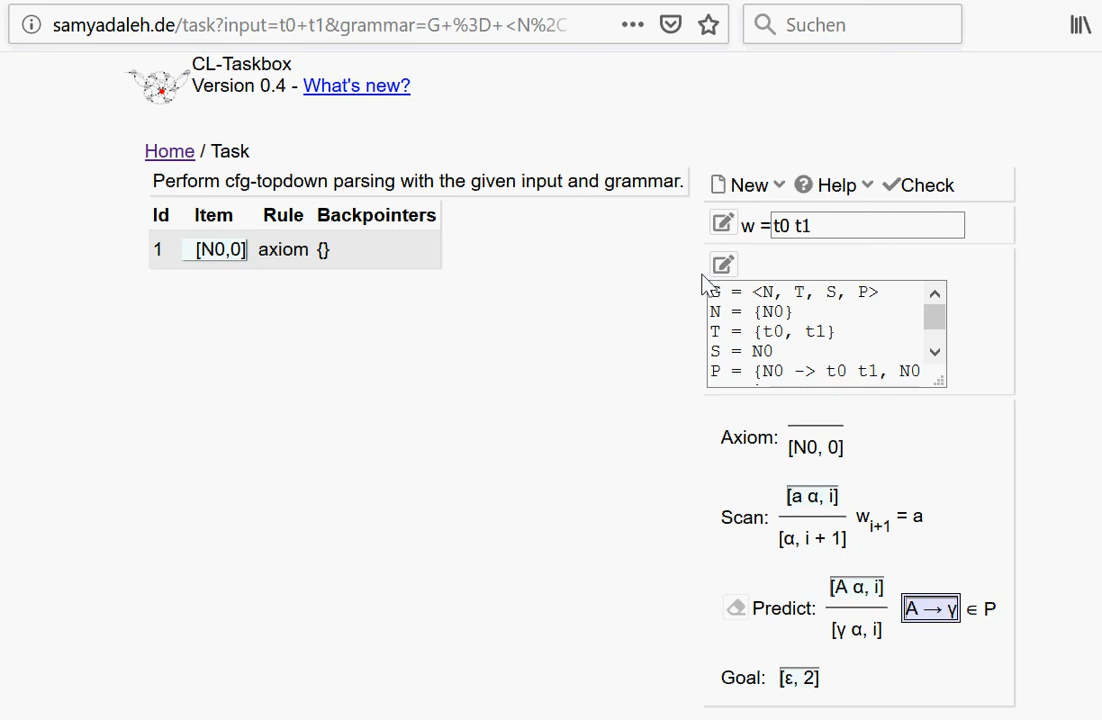 samyadaleh.de/task?input=t0+t1&grammar=G+%3D+<N%2C
Suchen
CL-Taskbox
Version 0.4 - What's new?
Home / Task
Perform cfg-topdown parsing with the given input and grammar.
New Help Check
Id Item Rule Backpointers
w = t0 t1
1 [N0,0] axiom {}
G = <N, T, S, P>
N = {N0}
T = {t0, t1}
S = N0
P = {N0 -> t0 t1, N0
Axiom: [N0, 0]
Scan: [a α, i] w i+1 = a
[α, i + 1]
Predict: [A α, i] A → γ ∈ P
[γ α, i]
Goal: [ε, 2]